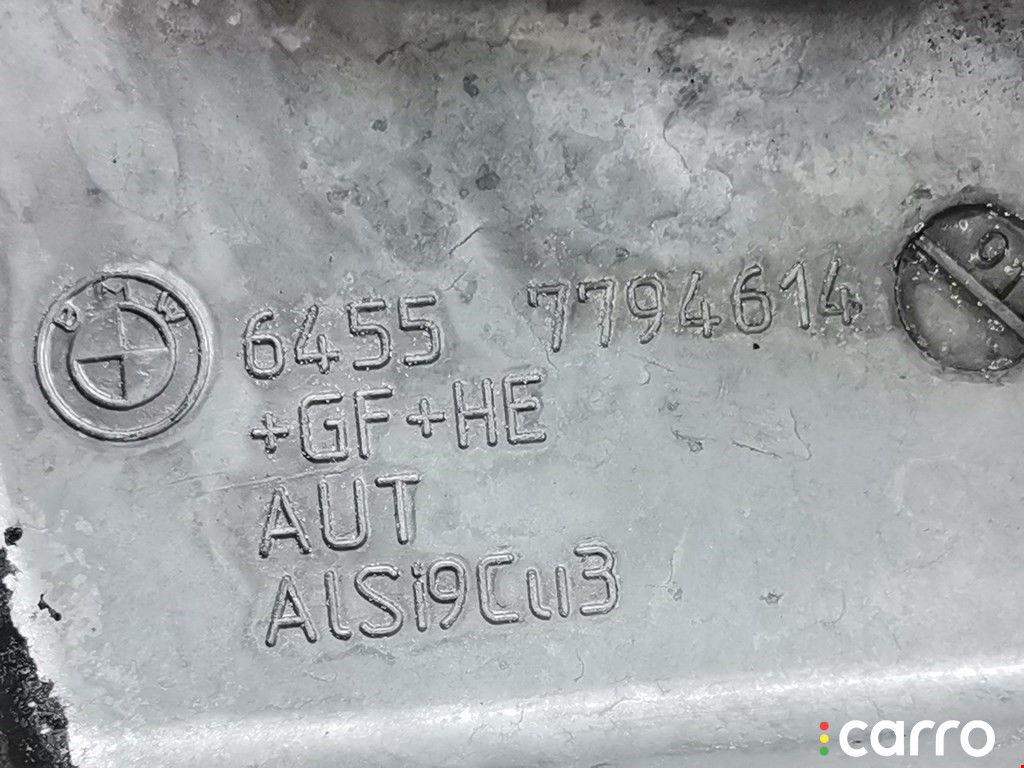 BMW
6455 7794614
+GF+HE
AUT
AlSi9Cu3
carro